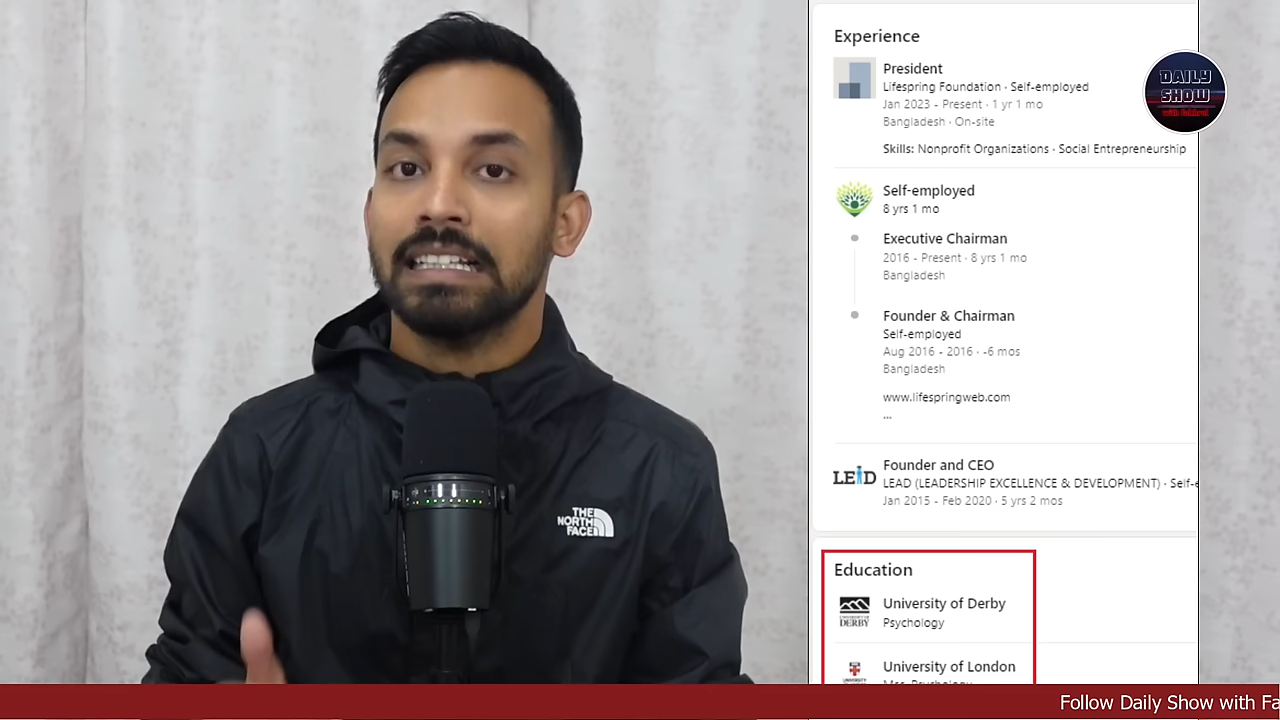 Experience
President
Lifespring Foundation · Self-employed
Jan 2023 - Present · 1 yr 1 mo
Bangladesh · On-site
Skills: Nonprofit Organizations · Social Entrepreneurship
Self-employed
8 yrs 1 mo
Executive Chairman
2016 - Present · 8 yrs 1 mo
Bangladesh
Founder & Chairman
Self-employed
Aug 2016 - 2016 · -6 mos
Bangladesh
www.lifespringweb.com
...
LEAD
Founder and CEO
LEAD (LEADERSHIP EXCELLENCE & DEVELOPMENT) · Self-e
Jan 2015 - Feb 2020 · 5 yrs 2 mos
Education
University of Derby
Psychology
UNIVERSITY OF
DERBY
University of London
DAILY
SHOW
THE
NORTH
FACE
Follow Daily Show with Fa